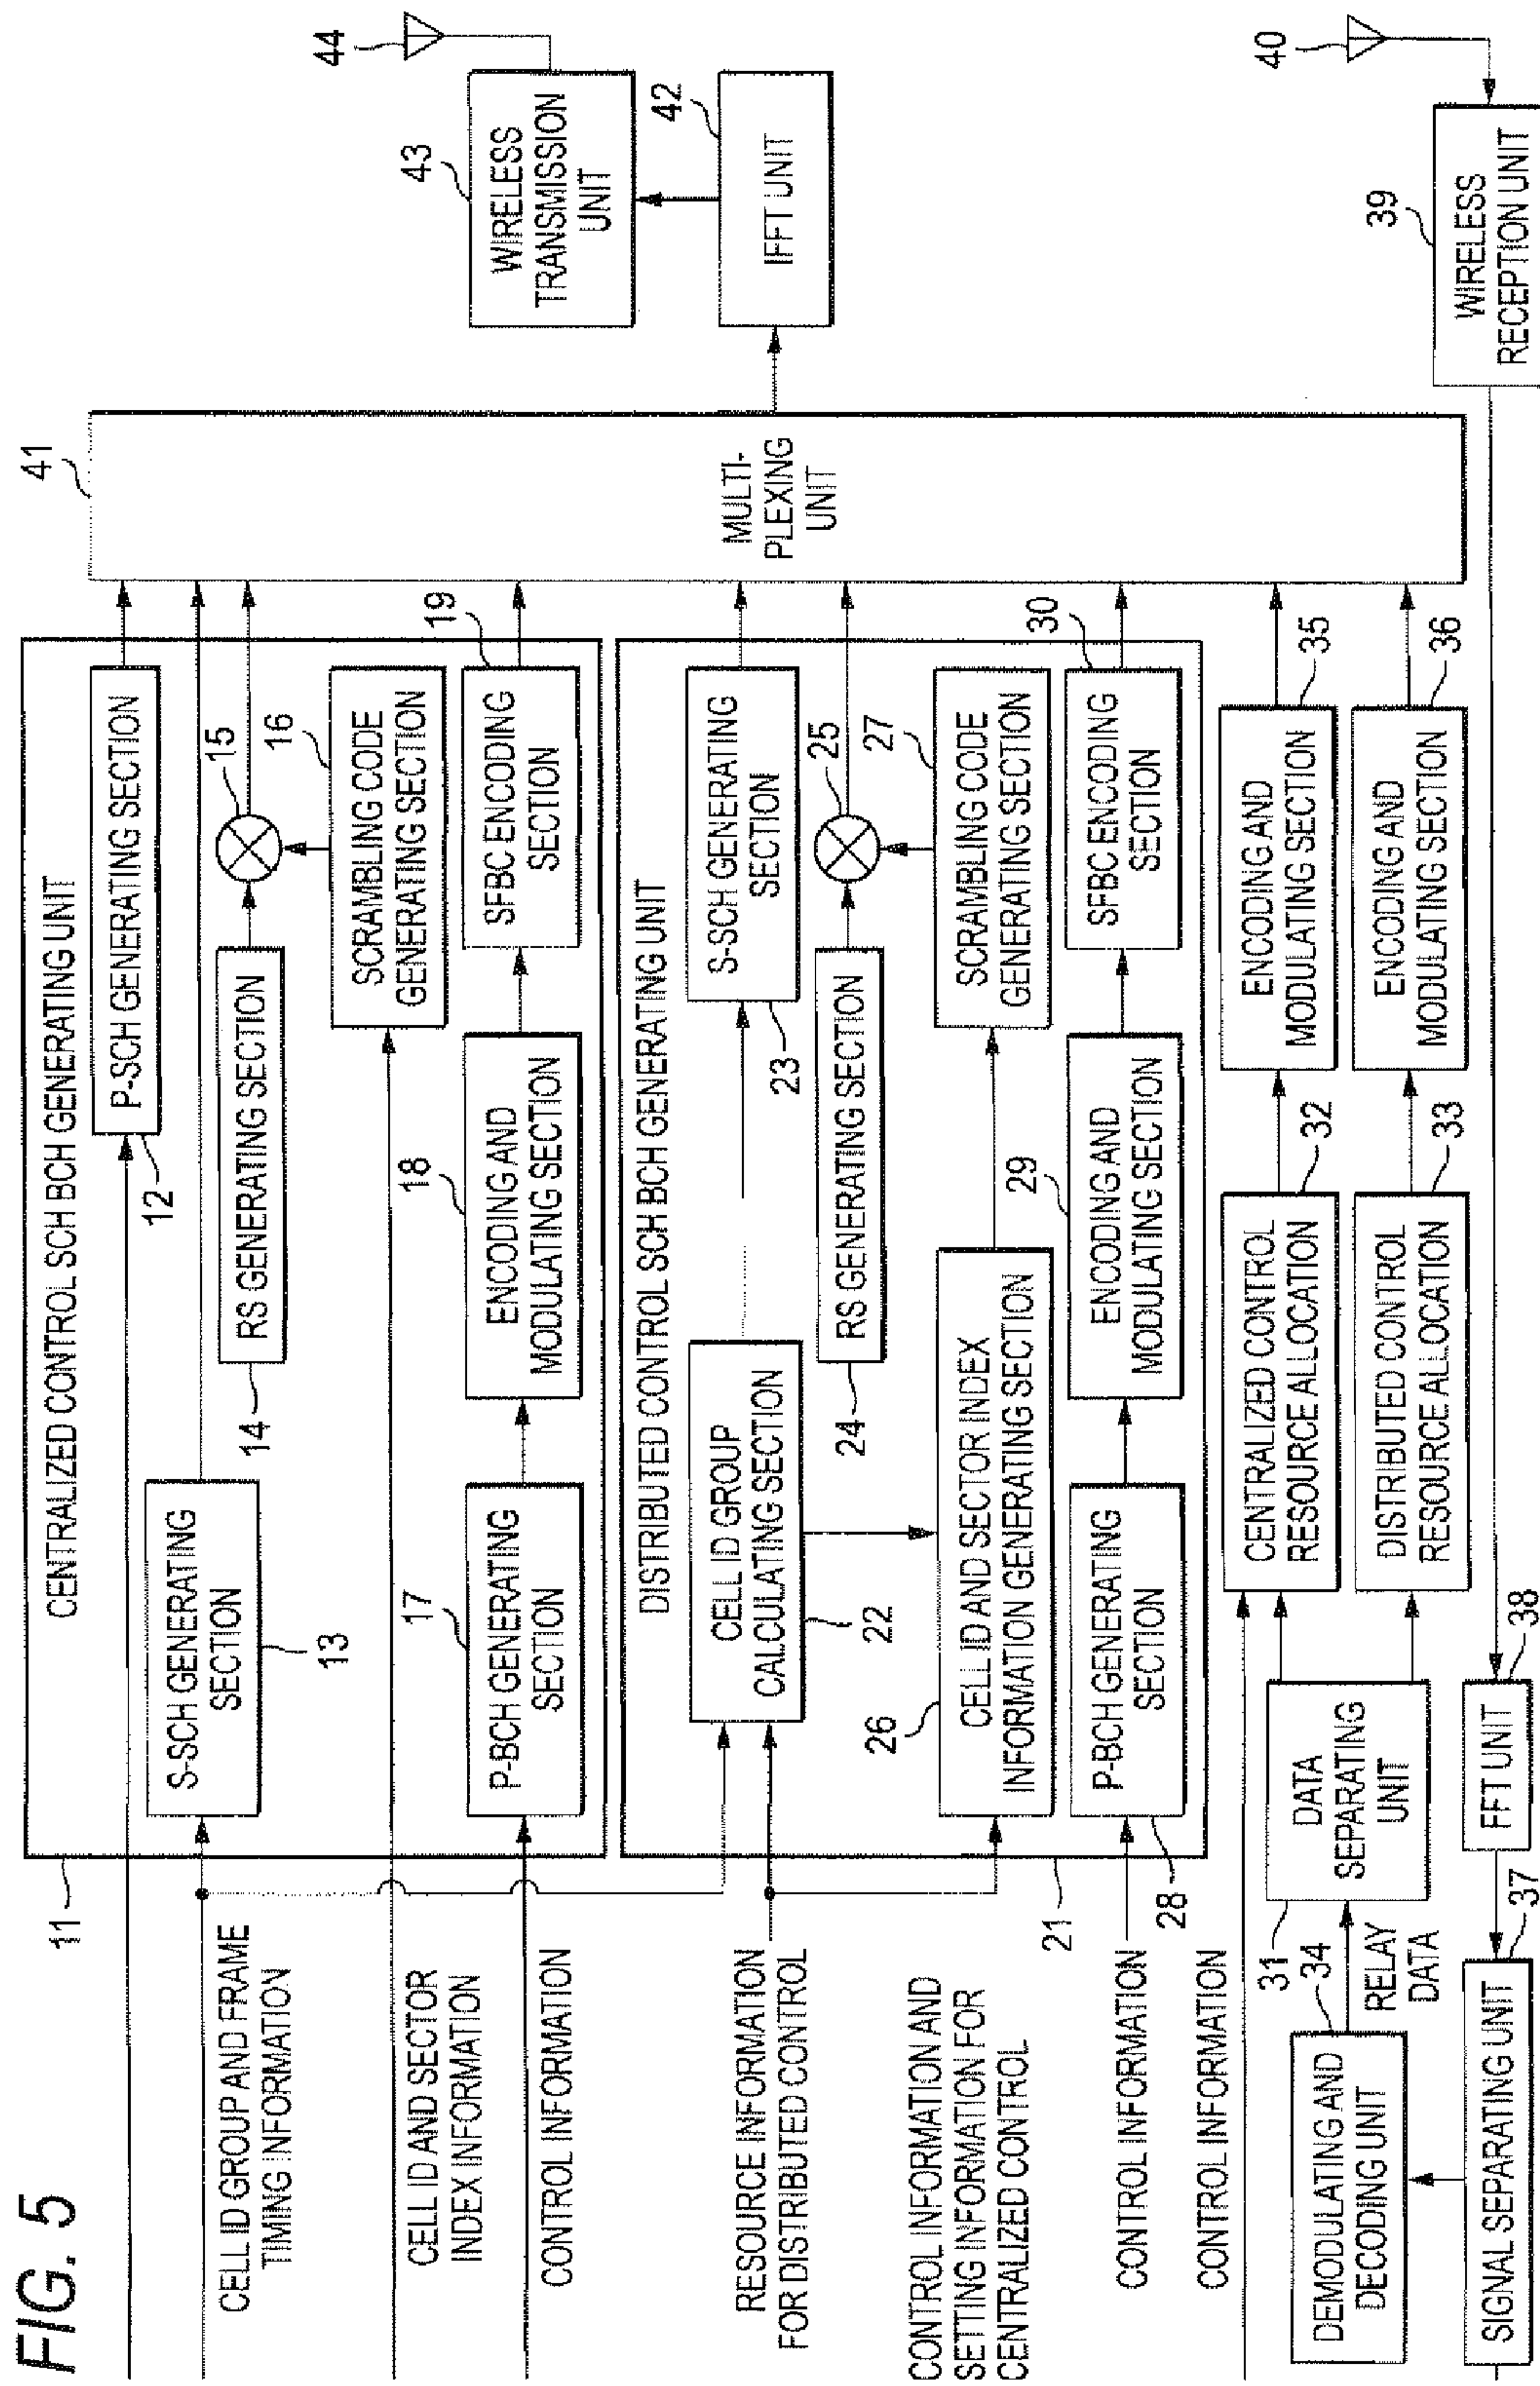 FIG. 5
CENTRALIZED CONTROL SCH BCH GENERATING UNIT
11
P-SCH GENERATING SECTION
12
CELL ID GROUP AND FRAME
TIMING INFORMATION
S-SCH GENERATING
SECTION
13
RS GENERATING SECTION
14
15
16
SCRAMBLING CODE
GENERATING SECTION
CELL ID AND SECTOR
INDEX INFORMATION
CONTROL INFORMATION
17
P-BCH GENERATING
SECTION
18
ENCODING AND
MODULATING SECTION
19
SFBC ENCODING
SECTION
41
MULTI-
PLEXING
UNIT
43
WIRELESS
TRANSMISSION
UNIT
44
42
IFFT UNIT
DISTRIBUTED CONTROL SCH BCH GENERATING UNIT
21
RESOURCE INFORMATION
FOR DISTRIBUTED CONTROL
CELL ID GROUP
CALCULATING SECTION
22
S-SCH GENERATING
SECTION
23
RS GENERATING SECTION
24
25
27
SCRAMBLING CODE
GENERATING SECTION
26
CELL ID AND SECTOR INDEX
INFORMATION GENERATING SECTION
CONTROL INFORMATION AND
SETTING INFORMATION FOR
CENTRALIZED CONTROL
CONTROL INFORMATION
P-BCH GENERATING
SECTION
28
29
ENCODING AND
MODULATING SECTION
30
SFBC ENCODING
SECTION
CONTROL INFORMATION
CENTRALIZED CONTROL
RESOURCE ALLOCATION
32
ENCODING AND
MODULATING SECTION
35
31
DATA
SEPARATING
UNIT
DISTRIBUTED CONTROL
RESOURCE ALLOCATION
33
ENCODING AND
MODULATING SECTION
36
34
DEMODULATING AND
DECODING UNIT
RELAY
DATA
SIGNAL SEPARATING UNIT
37
FFT UNIT
38
39
WIRELESS
RECEPTION UNIT
40